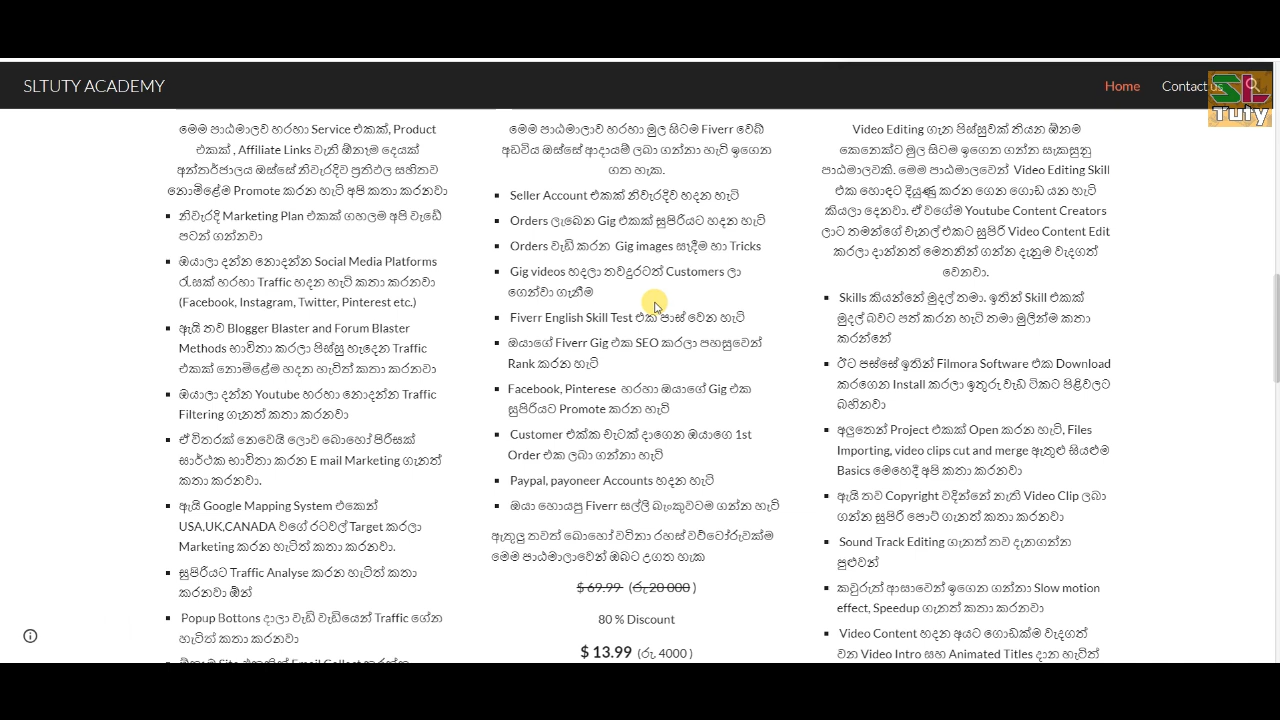 SLTUTY ACADEMY
Home
Contact us
SL
Tuty
මෙම පාඨමාලව හරහා Service එකක්, Product
එකක් , Affiliate Links වැනි ඕනෑම දෙයක්
අන්තර්ජාලය ඔස්සේ නිවැරදිව ප්‍රතිඵල සහිතව
නොමිලේම Promote කරන හැටි අපි කතා කරනවා
නිවැරදි Marketing Plan එකක් ගහලම අපි වැඩේ
පටන් ගන්නවා
ඔයාලා දන්න නොදන්න Social Media Platforms
රැසක් හරහා Traffic හදන හැටි කතා කරනවා
(Facebook, Instagram, Twitter, Pinterest etc.)
ඇයි තව Blogger Blaster and Forum Blaster
Methods භාවිතා කරලා පිස්සු හැදෙන Traffic
එකක් නොමිලේම හදන හැටිත් කතා කරනවා
ඔයාලා දන්න Youtube හරහා නොදන්න Traffic
Filtering ගැනත් කතා කරනවා
ඒ විතරක් නෙවෙයි ලොව බොහෝ පිරිසක්
සාර්ථක භාවිතා කරන E mail Marketing ගැනත්
කතා කරනවා.
ඇයි Google Mapping System එකෙන්
USA,UK,CANADA වගේ රටවල් Target කරලා
Marketing කරන හැටිත් කතා කරනවා.
සුපිරියට Traffic Analyse කරන හැටිත් කතා
කරනවා ඕන්
Popup Bottons දාලා වැඩි වැඩියෙන් Traffic ගේන
හැටිත් කතා කරනවා
මෙම පාඨමාලාව හරහා මුල සිටම Fiverr වෙබ්
අඩවිය ඔස්සේ ආදායම් ලබා ගන්නා හැටි ඉගෙන
ගත හැක.
Seller Account එකක් නිවැරදිව හදන හැටි
Orders ලැබෙන Gig එකක් සුපිරියට හදන හැටි
Orders වැඩි කරන Gig images සෑදීම හා Tricks
Gig videos හදලා තවදුරටත් Customers ලා
ගෙන්වා ගැනීම
Fiverr English Skill Test එක පාස් වෙන හැටි
ඔයාගේ Fiverr Gig එක SEO කරලා පහසුවෙන්
Rank කරන හැටි
Facebook, Pinterese හරහා ඔයාගේ Gig එක
සුපිරියට Promote කරන හැටි
Customer එක්ක චැටක් දාගෙන ඔයාගෙ 1st
Order එක ලබා ගන්නා හැටි
Paypal, payoneer Accounts හදන හැටි
ඔයා හොයපු Fiverr සල්ලි බැංකුවටම ගන්න හැටි
ඇතුලු තවත් බොහෝ වටිනා රහස් වට්ටෝරුවක්ම
මෙම පාඨමාලාවෙන් ඔබට උගත හැක
$ 69.99 (රු 20 000 )
80 % Discount
$ 13.99 (රු. 4000 )
Video Editing ගැන පිස්සුවක් තියන ඕනම
කෙනෙක්ට මුල සිටම ඉගෙන ගන්න සැකසුනු
පාඨමාලවකි. මෙම පාඨමාලවෙන් Video Editing Skill
එක හොඳට දියුණු කරන ගෙන ගොඩ යන හැටි
කියලා දෙනවා. ඒ වගේම Youtube Content Creators
ලාට තමන්ගේ චැනල් එකට සුපිරි Video Content Edit
කරලා දාන්නත් මෙතනින් ගන්න දැනුම වැදගත්
වෙනවා.
Skills කියන්නේ මුදල් තමා. ඉතින් Skill එකක්
මුදල් බවට පත් කරන හැටි තමා මුලින්ම කතා
කරන්නේ
ඊට පස්සේ ඉතින් Filmora Software එක Download
කරගෙන Install කරලා ඉතුරු වැඩ ටිකට පිළිවලට
බහිනවා
අලුතෙන් Project එකක් Open කරන හැටි, Files
Importing, video clips cut and merge ඇතුළු සියළුම
Basics මෙහෙදී අපි කතා කරනවා
ඇයි තව Copyright වදින්නේ නැති Video Clip ලබා
ගන්න සුපිරි පොට් ගැනත් කතා කරනවා
Sound Track Editing ගැනත් තව දැනගන්න
පුළුවන්
කවුරුත් ආසාවෙන් ඉගෙන ගන්නා Slow motion
effect, Speedup ගැනත් කතා කරනවා
Video Content හදන අයට ගොඩක්ම වැදගත්
වන Video Intro සහ Animated Titles දාන හැටිත්